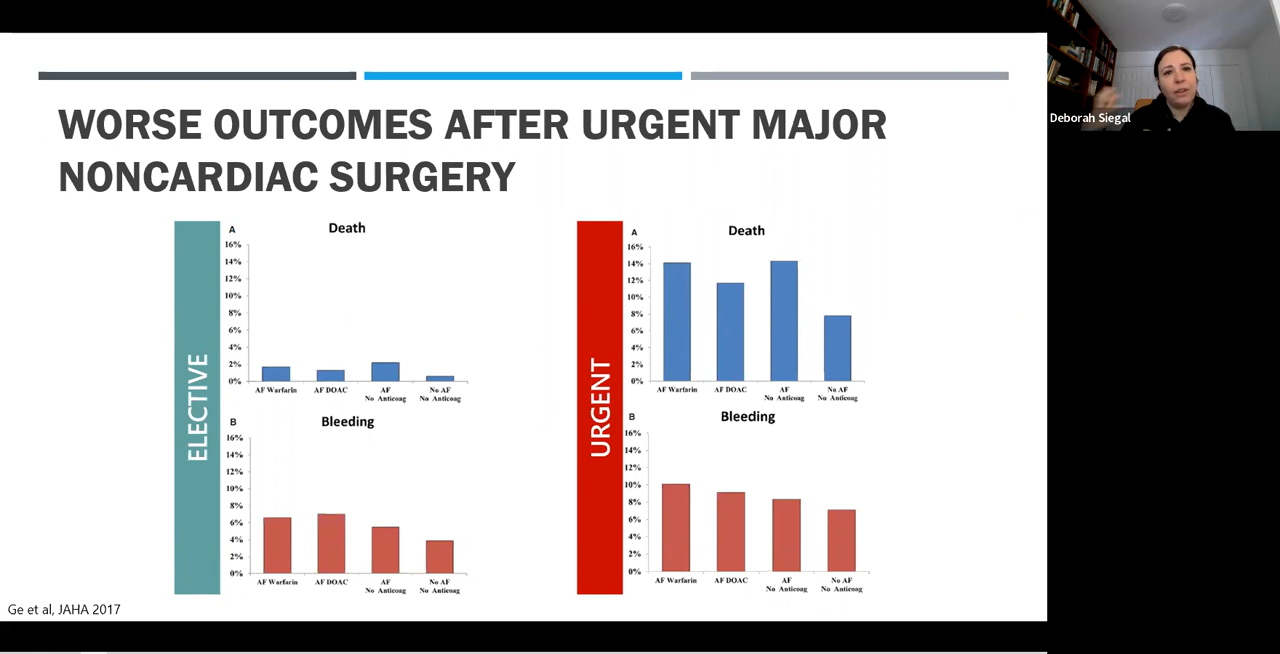 WORSE OUTCOMES AFTER URGENT MAJOR
NONCARDIAC SURGERY
Deborah Siegal
ELECTIVE
A
Death
16%
14%
12%
10%
8%
6%
4%
2%
0%
AF Warfarin
AF DOAC
AF
No Anticoag
No AF
No Anticoag
B
Bleeding
16%
14%
12%
10%
8%
6%
4%
2%
0%
AF Warfarin
AF DOAC
AF
No Anticoag
No AF
No Anticoag
URGENT
A
Death
16%
14%
12%
10%
8%
6%
4%
2%
0%
AF Warfarin
AF DOAC
AF
No Anticoag
No AF
No Anticoag
B
Bleeding
16%
14%
12%
10%
8%
6%
4%
2%
0%
AF Warfarin
AF DOAC
AF
No Anticoag
No AF
No Anticoag
Ge et al, JAHA 2017